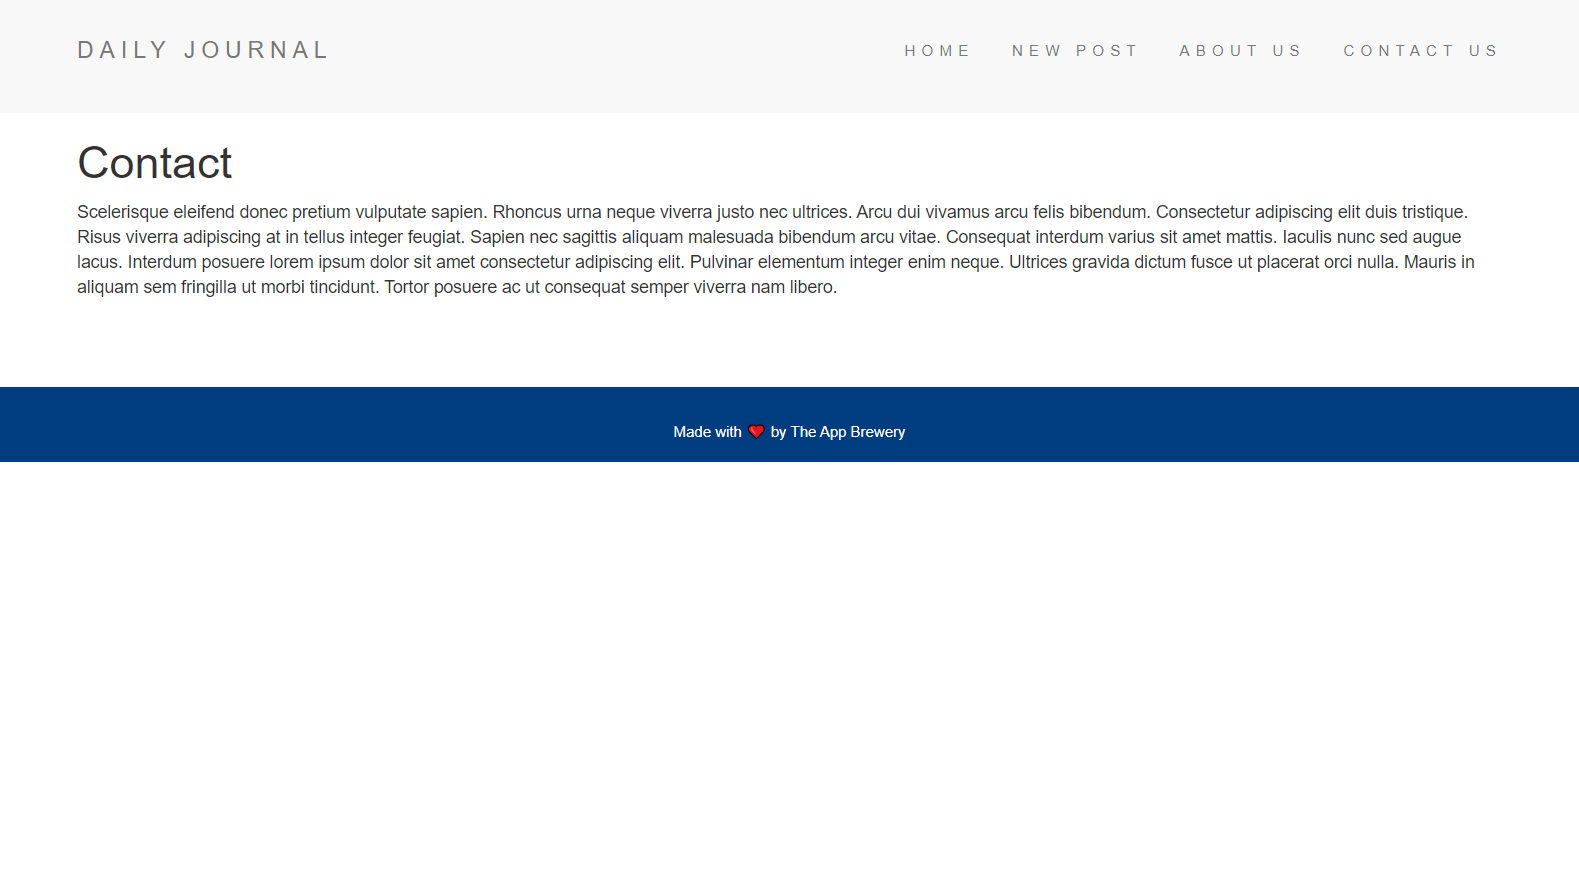 DAILY JOURNAL
HOME NEW POST ABOUT US CONTACT US
Contact
Scelerisque eleifend donec pretium vulputate sapien. Rhoncus urna neque viverra justo nec ultrices. Arcu dui vivamus arcu felis bibendum. Consectetur adipiscing elit duis tristique.
Risus viverra adipiscing at in tellus integer feugiat. Sapien nec sagittis aliquam malesuada bibendum arcu vitae. Consequat interdum varius sit amet mattis. Iaculis nunc sed augue
lacus. Interdum posuere lorem ipsum dolor sit amet consectetur adipiscing elit. Pulvinar elementum integer enim neque. Ultrices gravida dictum fusce ut placerat orci nulla. Mauris in
aliquam sem fringilla ut morbi tincidunt. Tortor posuere ac ut consequat semper viverra nam libero.
Made with ❤️ by The App Brewery